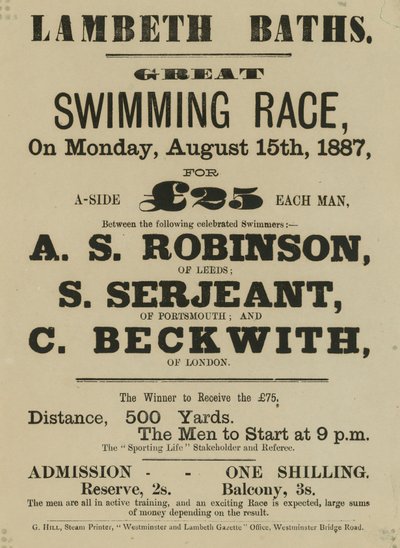 LAMBETH BATHS.
GREAT
SWIMMING RACE,
On Monday, August 15th, 1887,
FOR
A-SIDE £25 EACH MAN,
Between the following celebrated Swimmers:—
A. S. ROBINSON,
OF LEEDS;
S. SERJEANT,
OF PORTSMOUTH; AND
C. BECKWITH,
OF LONDON.
The Winner to Receive the £75,
Distance, 500 Yards.
The Men to Start at 9 p.m.
The "Sporting Life" Stakeholder and Referee.
ADMISSION - - ONE SHILLING.
Reserve, 2s. Balcony, 3s.
The men are all in active training, and an exciting Race is expected, large sums
of money depending on the result.
G. HILL, Steam Printer, "Westminster and Lambeth Gazette" Office, Westminster Bridge Road.